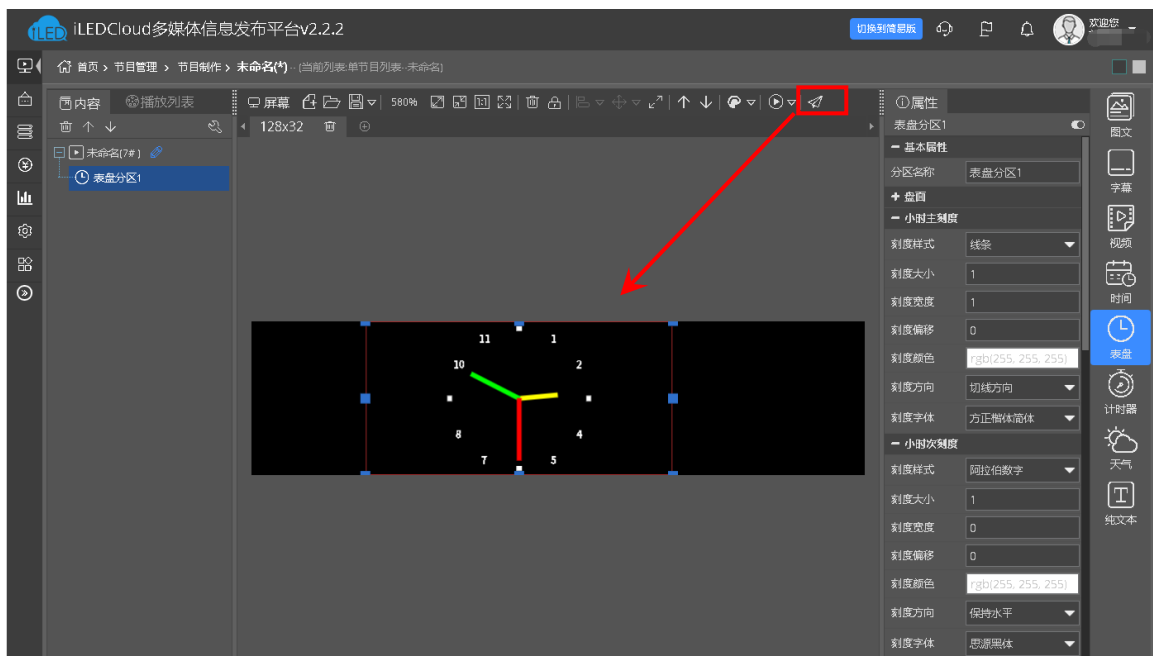 iLED iLEDCloud多媒体信息发布平台v2.2.2
切换到简易版
欢迎您
首页 > 节目管理 > 节目制作 > 未命名(*)-- (当前列表:单节目列表--未命名)
内容 播放列表
屏幕 580% 1:1
属性
128x32
表盘分区1
未命名(7#)
表盘分区1
基本属性
分区名称 表盘分区1
盘面
小时主刻度
刻度样式 线条
刻度大小 1
刻度宽度 1
刻度偏移 0
刻度颜色 rgb(255, 255, 255)
刻度方向 切线方向
刻度字体 方正楷体简体
小时次刻度
刻度样式 阿拉伯数字
刻度大小 1
刻度宽度 0
刻度偏移 0
刻度颜色 rgb(255, 255, 255)
刻度方向 保持水平
刻度字体 思源黑体
图文
字幕
视频
时间
表盘
计时器
天气
纯文本
11 1
10 2
8 4
7 5